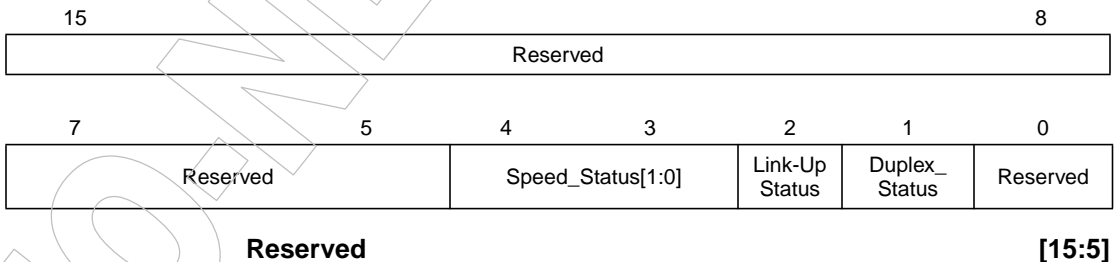 15 8
Reserved
7 5 4 3 2 1 0
Reserved Speed_Status[1:0] Link-Up Status Duplex_ Status Reserved
Reserved [15:5]